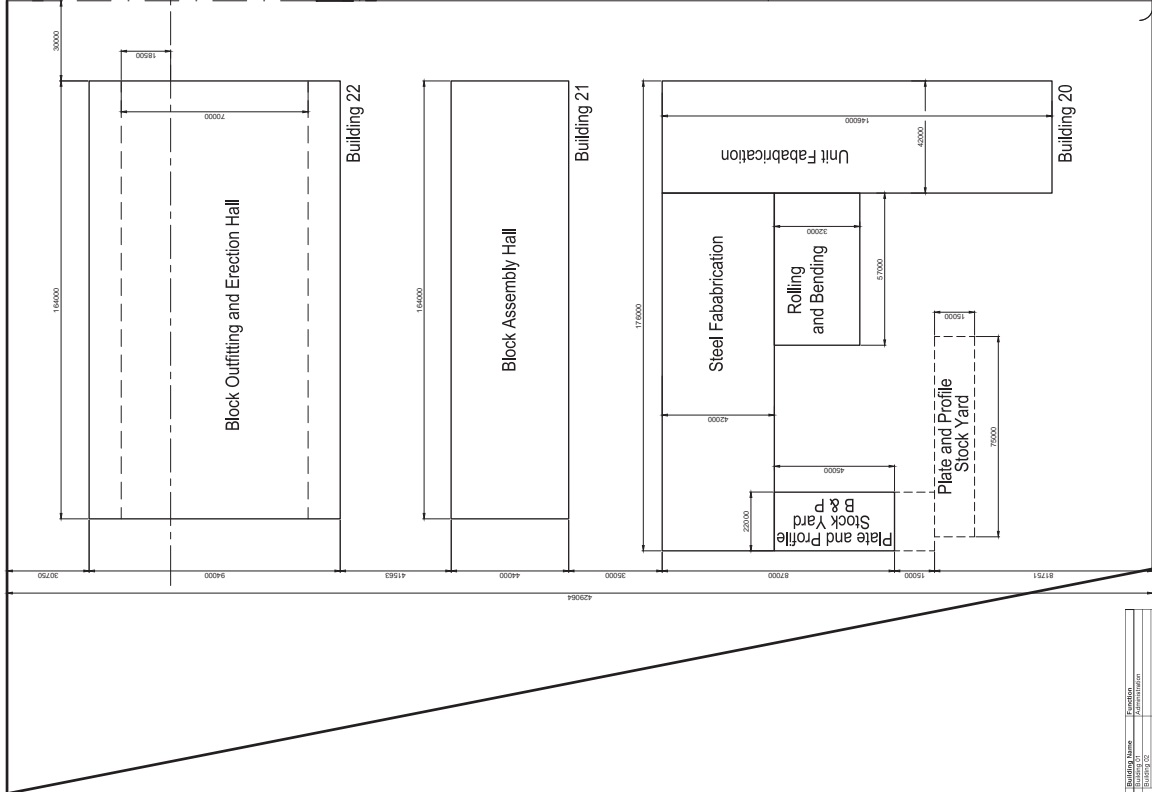 30000
18500
164000
70000
Block Outfitting and Erection Hall
Building 22
164000
Block Assembly Hall
Building 21
176000
146000
42000
Unit Fababrication
Building 20
Steel Fababrication
32000
Rolling
and Bending
57000
42000
45000
22000
Plate and Profile
Stock Yard
B & P
15000
Plate and Profile
Stock Yard
75000
30750
94000
41563
44000
35000
87000
15000
81751
429064
Building Name Function
Building 01 Administration
Building 02